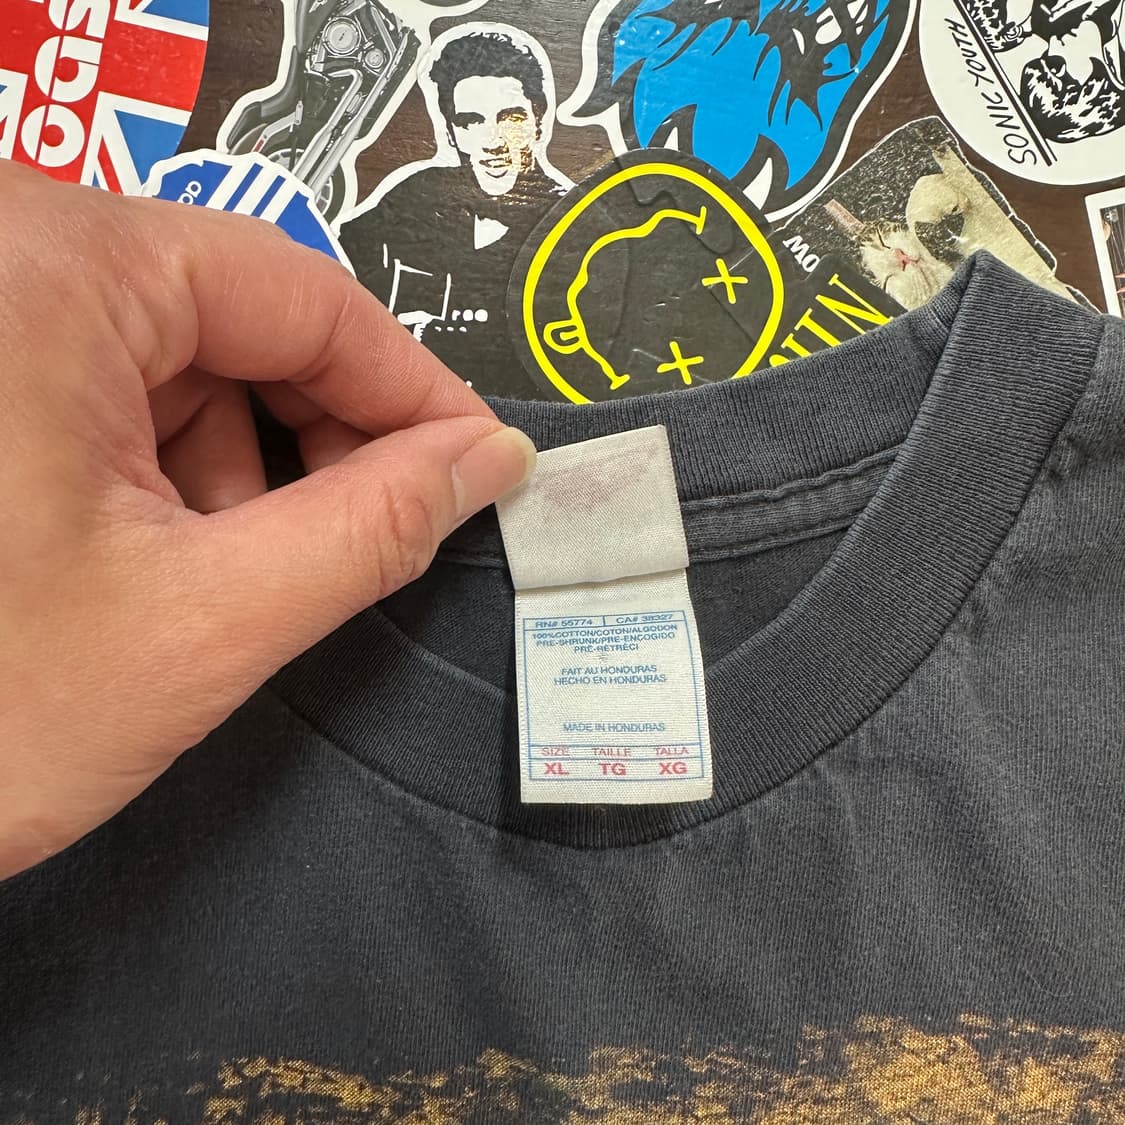 SONIC YOUTH
RN# 55774 CA# 38327
100%COTTON/COTON/ALGODON
PRE-SHRUNK/PRE-ENCOGIDO
PRÉ-RÉTRÉCI
FAIT AU HONDURAS
HECHO EN HONDURAS
MADE IN HONDURAS
SIZE TAILLE TALLA
XL TG XG